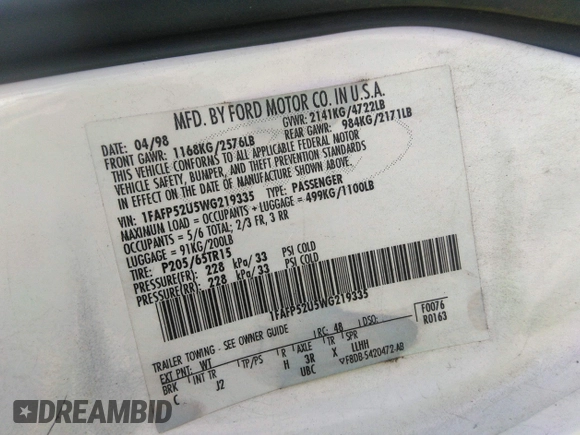 MFD. BY FORD MOTOR CO. IN U.S.A.
04/98 GVWR: 2141KG/4722LB
FRONT GAWR: 1168KG/2576LB REAR GAWR: 984KG/2171LB
THIS VEHICLE CONFORMS TO ALL APPLICABLE FEDERAL MOTOR
VEHICLE SAFETY, BUMPER, AND THEFT PREVENTION STANDARDS
IN EFFECT ON THE DATE OF MANUFACTURE SHOWN ABOVE.
VIN: 1FAFP52U5WG219335 TYPE: PASSENGER
MAXIMUM LOAD = OCCUPANTS + LUGGAGE = 499KG/1100LB
OCCUPANTS = 5/6 TOTAL; 2/3 FR, 3 RR
LUGGAGE = 91KG/200LB
TIRE: P205/65TR15
PRESSURE(FR): 228 kPa/ 33 PSI COLD
PRESSURE(RR): 228 kPa/ 33 PSI COLD
1FAFP52U5WG219335
TRAILER TOWING - SEE OWNER GUIDE F0076
EXT PNT: WT LRC: 48 DSO: R0163
BRK INT TR TP/PS R AXLE TR SPR
C J2 H 3R X LLHH
UBC F8DB-5420472-AB
DREAMBID